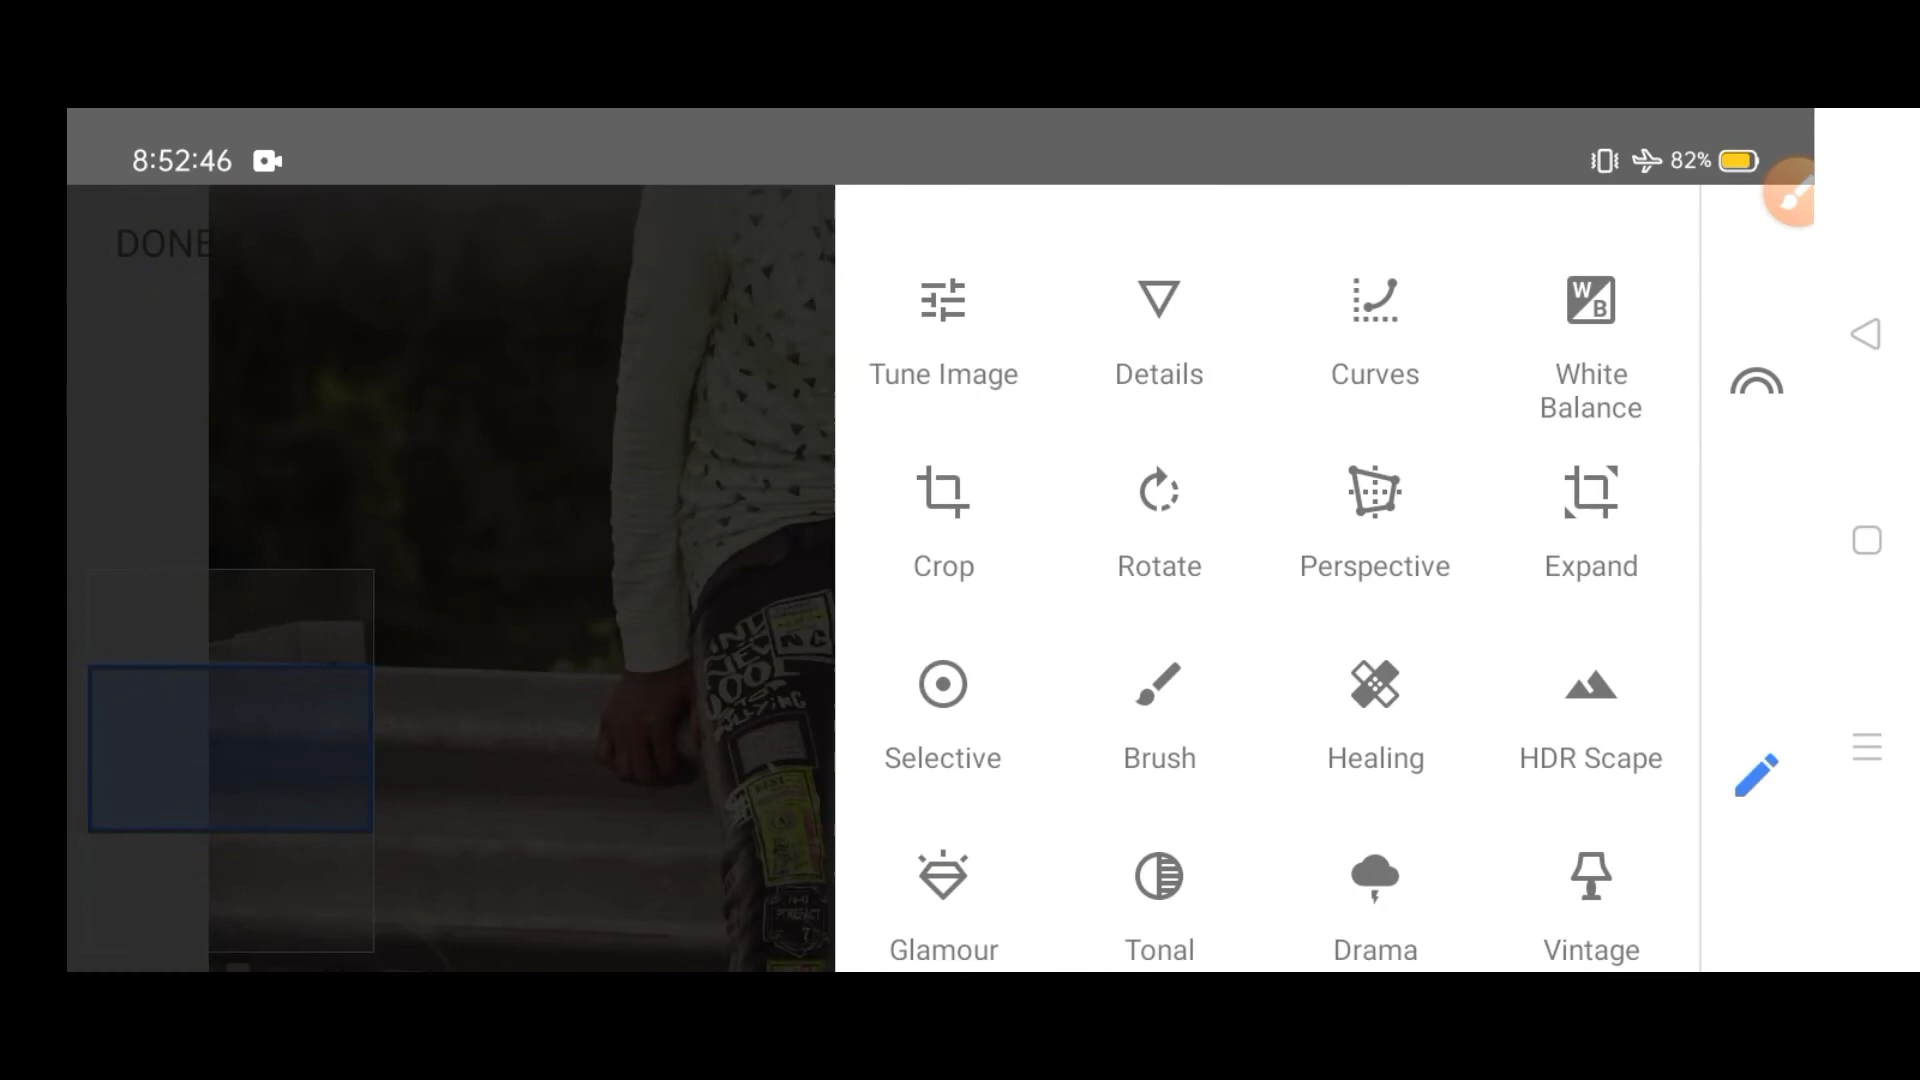 8:52:46
82%
DONE
Tune Image
Details
Curves
White
Balance
W
B
Crop
Rotate
Perspective
Expand
Selective
Brush
Healing
HDR Scape
Glamour
Tonal
Drama
Vintage